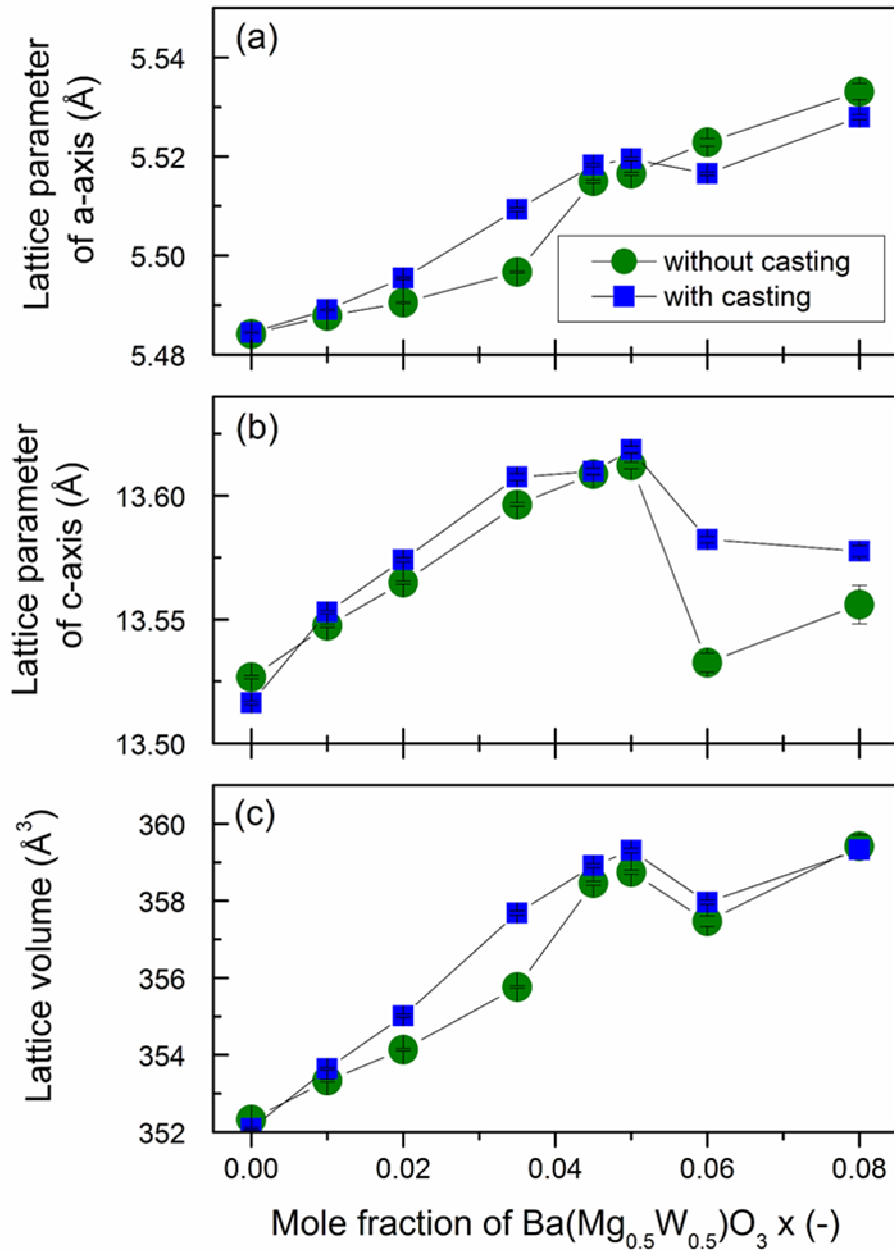 (a)
Lattice parameter
of a-axis (Å)
5.54
5.52
5.50
5.48
without casting
with casting
(b)
Lattice parameter
of c-axis (Å)
13.60
13.55
13.50
(c)
Lattice volume (Å³)
360
358
356
354
352
0.00 0.02 0.04 0.06 0.08
Mole fraction of Ba(Mg₀.₅W₀.₅)O₃ x (-)